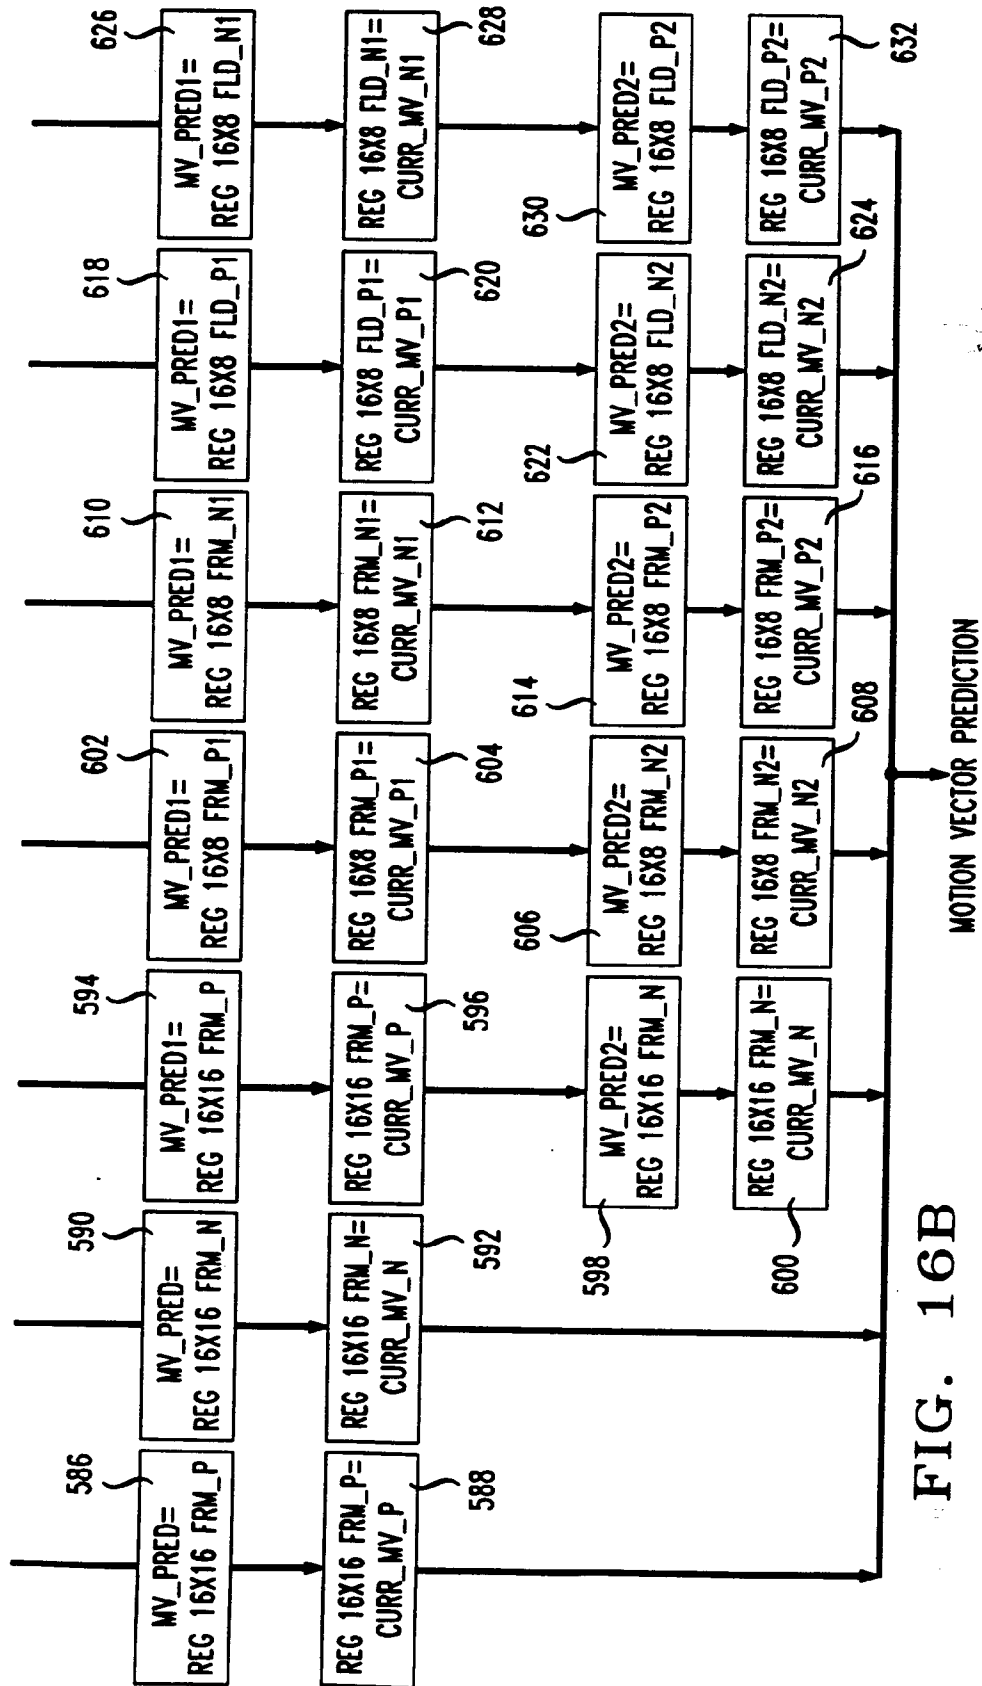 586
MV_PRED=
REG 16X16 FRM_P
REG 16X16 FRM_P=
CURR_MV_P
588
590
MV_PRED=
REG 16X16 FRM_N
REG 16X16 FRM_N=
CURR_MV_N
592
594
MV_PRED1=
REG 16X16 FRM_P
REG 16X16 FRM_P=
CURR_MV_P
596
598
MV_PRED2=
REG 16X16 FRM_N
REG 16X16 FRM_N=
CURR_MV_N
600
602
MV_PRED1=
REG 16X8 FRM_P1
REG 16X8 FRM_P1=
CURR_MV_P1
604
606
MV_PRED2=
REG 16X8 FRM_N2
REG 16X8 FRM_N2=
CURR_MV_N2
608
610
MV_PRED1=
REG 16X8 FRM_N1
REG 16X8 FRM_N1=
CURR_MV_N1
612
614
MV_PRED2=
REG 16X8 FRM_P2
REG 16X8 FRM_P2=
CURR_MV_P2
616
618
MV_PRED1=
REG 16X8 FLD_P1
REG 16X8 FLD_P1=
CURR_MV_P1
620
622
MV_PRED2=
REG 16X8 FLD_N2
REG 16X8 FLD_N2=
CURR_MV_N2
624
626
MV_PRED1=
REG 16X8 FLD_N1
REG 16X8 FLD_N1=
CURR_MV_N1
628
630
MV_PRED2=
REG 16X8 FLD_P2
REG 16X8 FLD_P2=
CURR_MV_P2
632
MOTION VECTOR PREDICTION
FIG. 16B